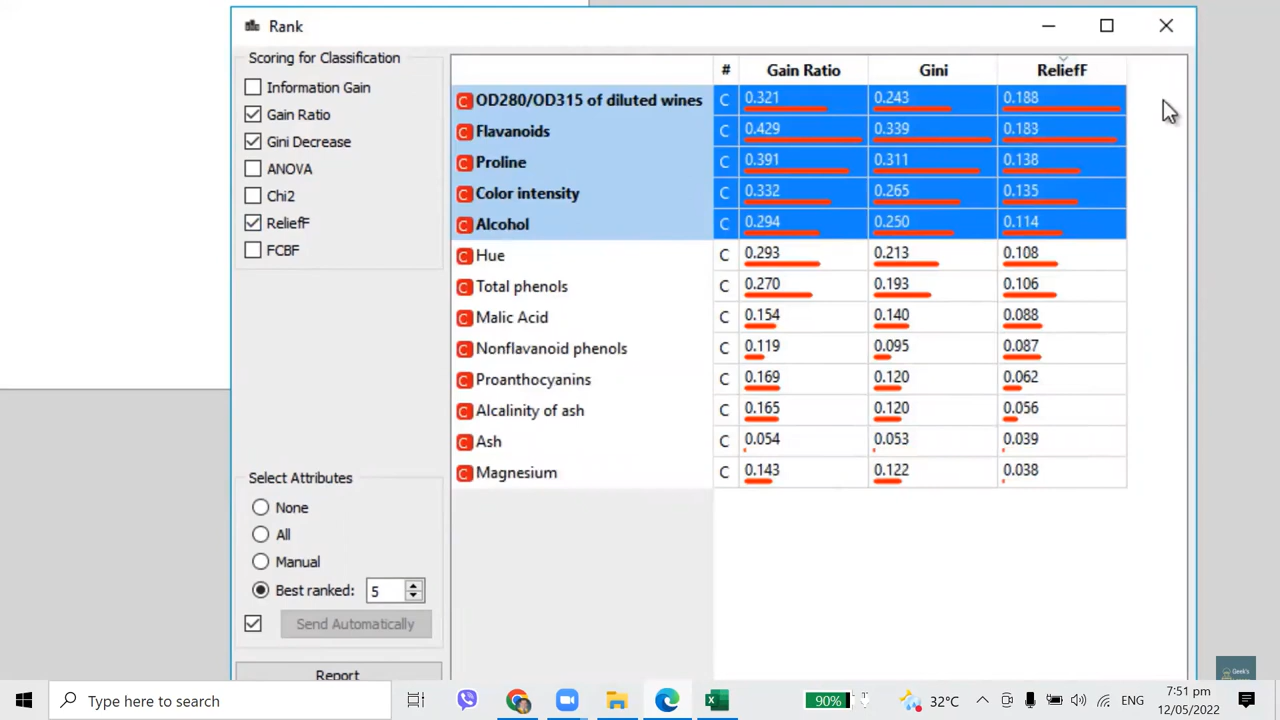 Rank
Scoring for Classification
Information Gain
Gain Ratio
Gini Decrease
ANOVA
Chi2
ReliefF
FCBF
Select Attributes
None
All
Manual
Best ranked: 5
Send Automatically
Report
# Gain Ratio Gini ReliefF
C OD280/OD315 of diluted wines C 0.321 0.243 0.188
C Flavanoids C 0.429 0.339 0.183
C Proline C 0.391 0.311 0.138
C Color intensity C 0.332 0.265 0.135
C Alcohol C 0.294 0.250 0.114
C Hue C 0.293 0.213 0.108
C Total phenols C 0.270 0.193 0.106
C Malic Acid C 0.154 0.140 0.088
C Nonflavanoid phenols C 0.119 0.095 0.087
C Proanthocyanins C 0.169 0.120 0.062
C Alcalinity of ash C 0.165 0.120 0.056
C Ash C 0.054 0.053 0.039
C Magnesium C 0.143 0.122 0.038
Geek's
Type here to search
90%
32°C
ENG
7:51 pm
12/05/2022